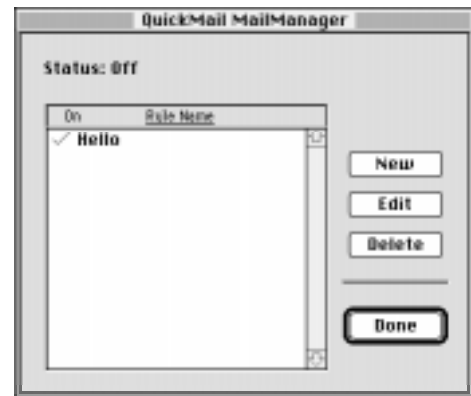 QuickMail MailManager
Status: Off
On Rule Name
✓ Hello
New
Edit
Delete
Done